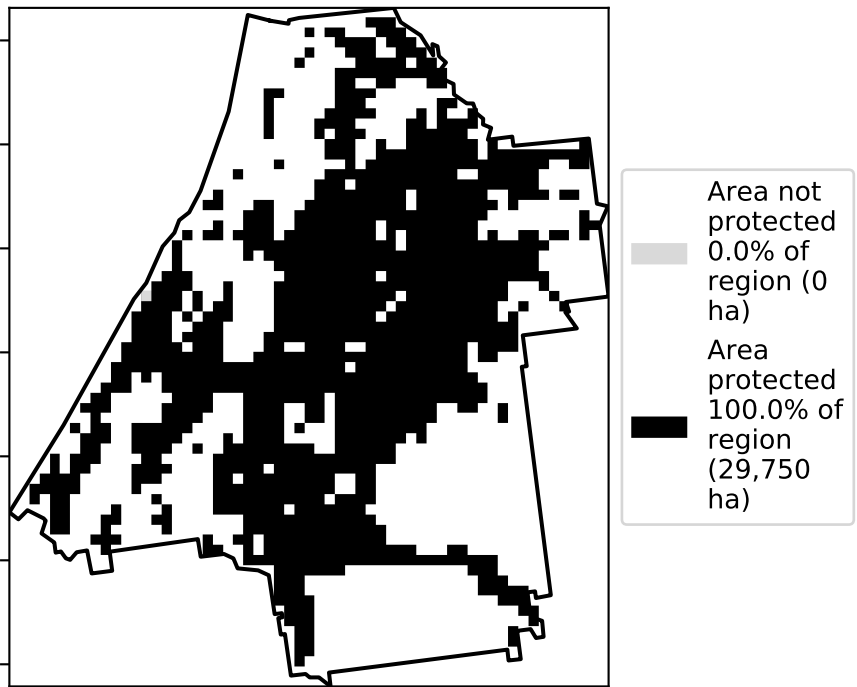 Area not
protected
0.0% of
region (0
ha)
Area
protected
100.0% of
region
(29,750
ha)